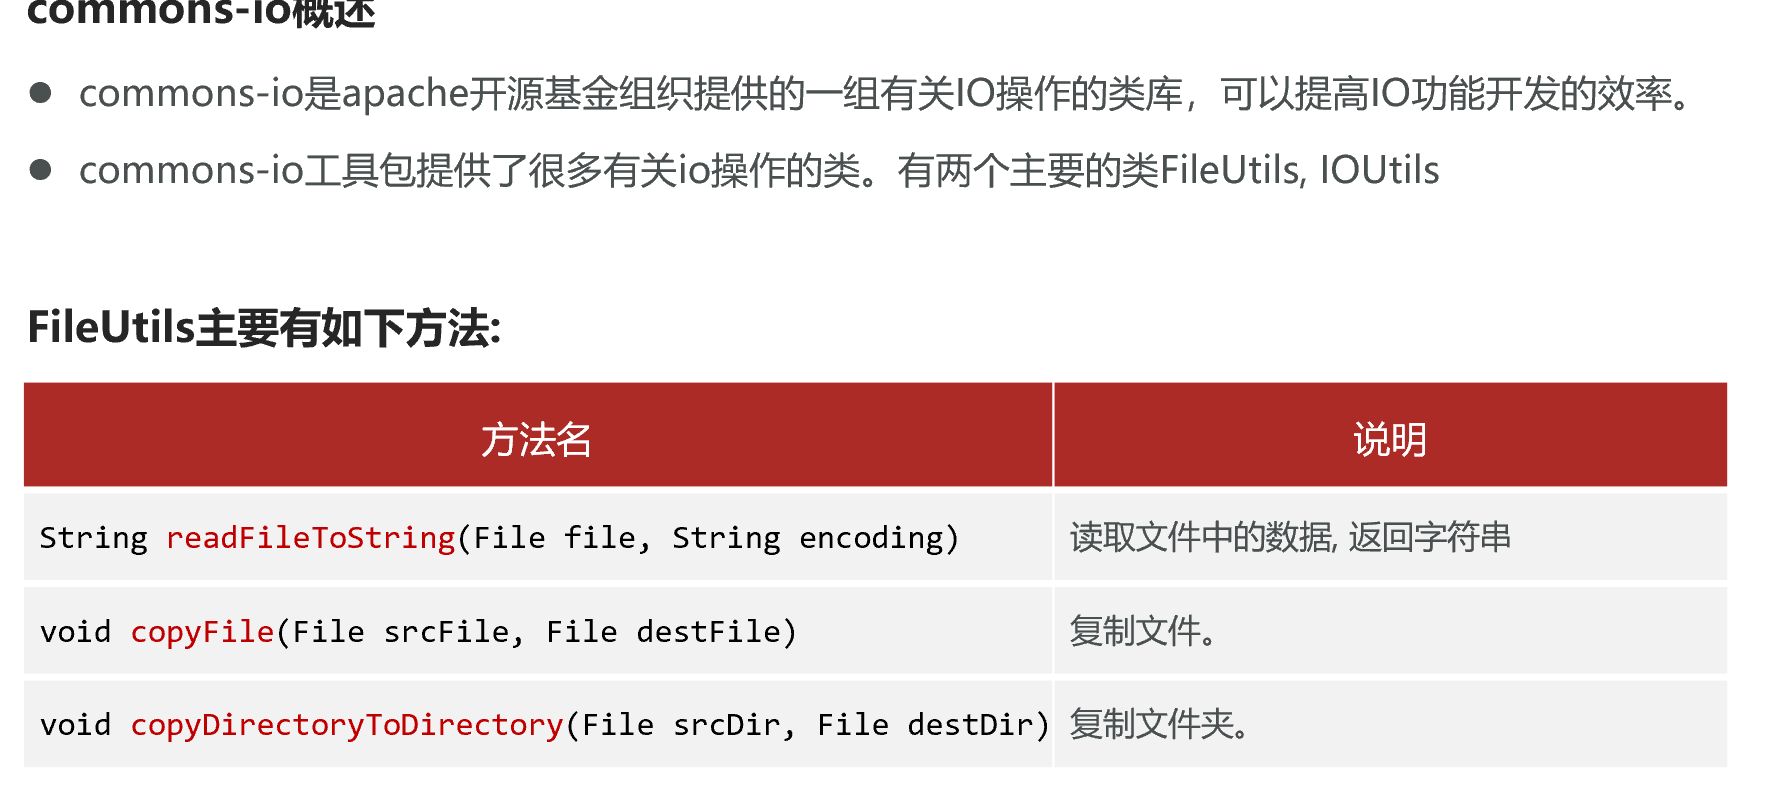 commons-io概述
commons-io是apache开源基金组织提供的一组有关IO操作的类库，可以提高IO功能开发的效率。
commons-io工具包提供了很多有关io操作的类。有两个主要的类FileUtils, IOUtils
FileUtils主要有如下方法:
方法名 说明
String readFileToString(File file, String encoding) 读取文件中的数据, 返回字符串
void copyFile(File srcFile, File destFile) 复制文件。
void copyDirectoryToDirectory(File srcDir, File destDir) 复制文件夹。